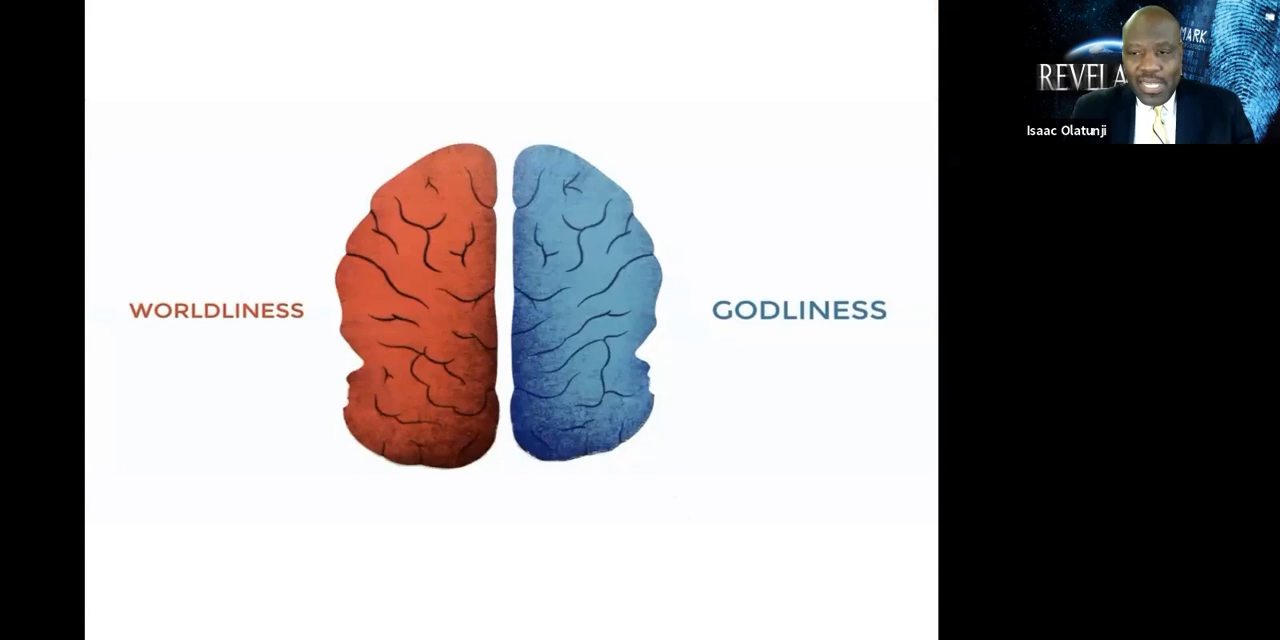 WORLDLINESS
GODLINESS
MARK
REVELA
Isaac Olatunji